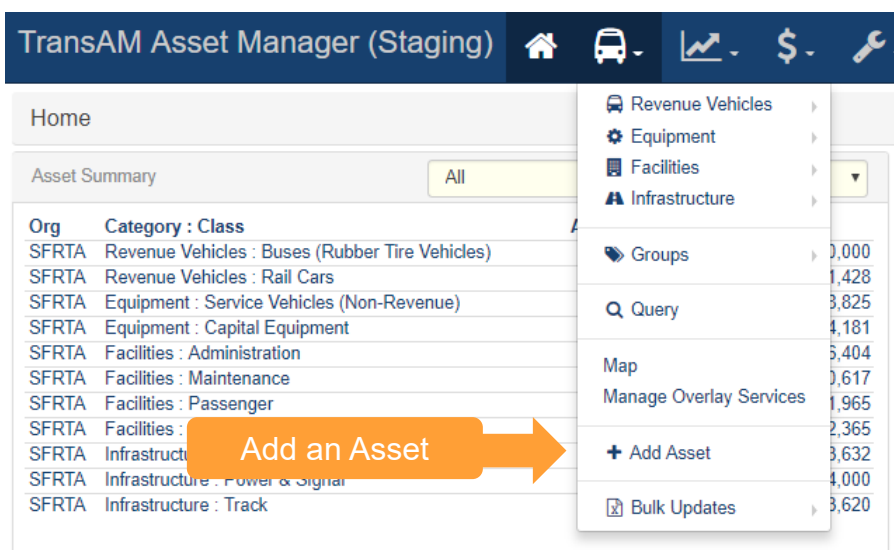 TransAM Asset Manager (Staging)
Home
Asset Summary
All
Org Category : Class
SFRTA Revenue Vehicles : Buses (Rubber Tire Vehicles)
SFRTA Revenue Vehicles : Rail Cars
SFRTA Equipment : Service Vehicles (Non-Revenue)
SFRTA Equipment : Capital Equipment
SFRTA Facilities : Administration
SFRTA Facilities : Maintenance
SFRTA Facilities : Passenger
SFRTA Facilities :
SFRTA
SFRTA Infrastructure : Power & Signal
SFRTA Infrastructure : Track
Add an Asset
Revenue Vehicles
Equipment
Facilities
Infrastructure
Groups
Query
Map
Manage Overlay Services
+ Add Asset
Bulk Updates
0,000
1,428
3,825
4,181
6,404
0,617
1,965
2,365
3,632
4,000
3,620